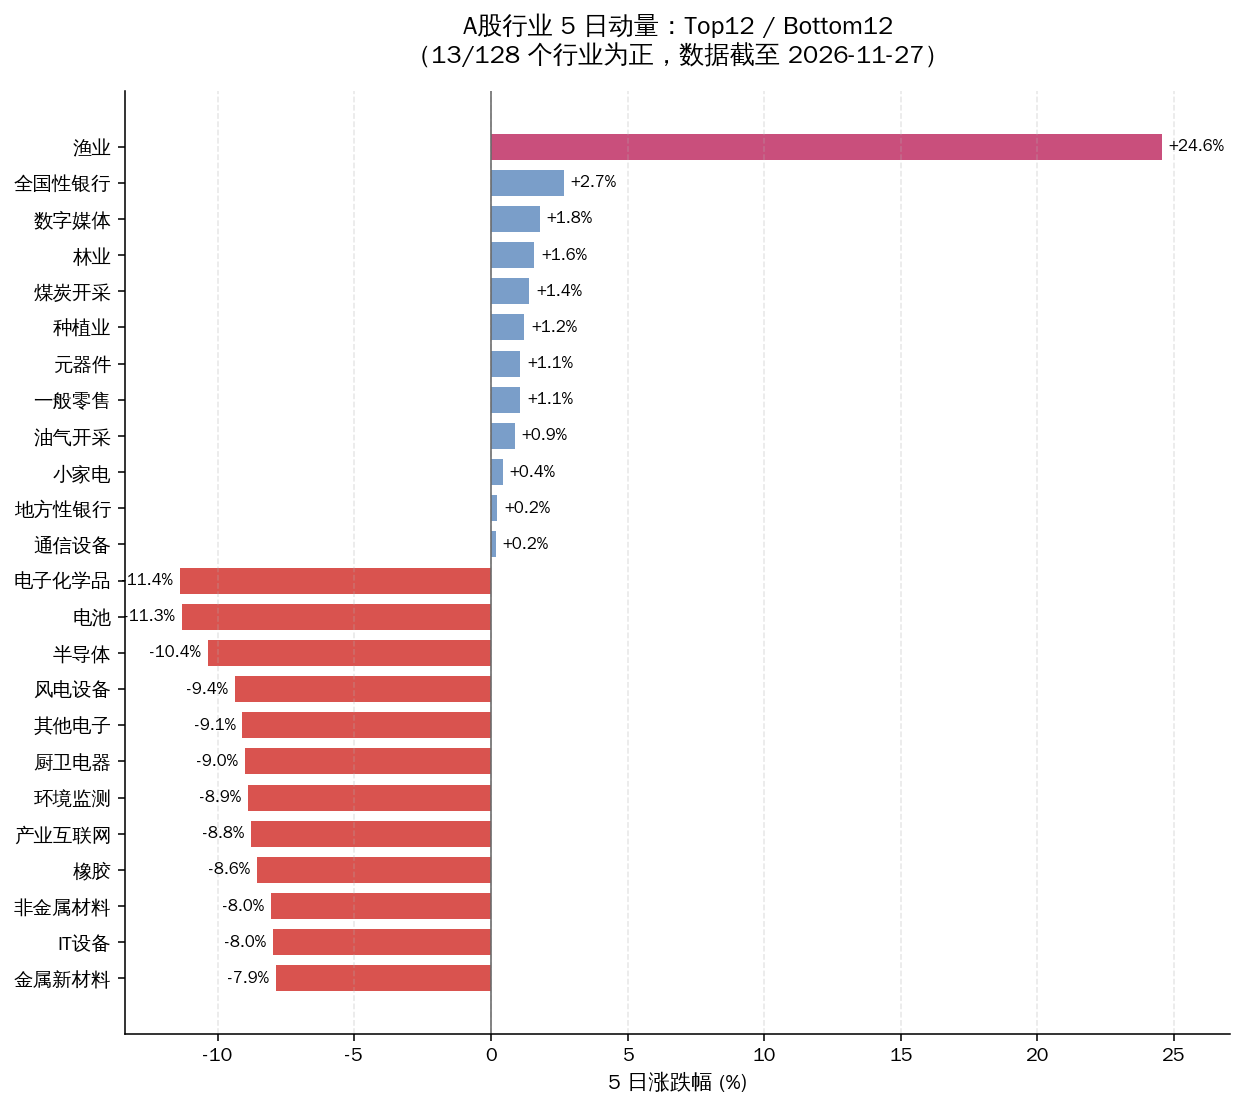 A股行业 5 日动量：Top12 / Bottom12
（13/128 个行业为正，数据截至 2026-11-27）
渔业 +24.6%
全国性银行 +2.7%
数字媒体 +1.8%
林业 +1.6%
煤炭开采 +1.4%
种植业 +1.2%
元器件 +1.1%
一般零售 +1.1%
油气开采 +0.9%
小家电 +0.4%
地方性银行 +0.2%
通信设备 +0.2%
电子化学品 -11.4%
电池 -11.3%
半导体 -10.4%
风电设备 -9.4%
其他电子 -9.1%
厨卫电器 -9.0%
环境监测 -8.9%
产业互联网 -8.8%
橡胶 -8.6%
非金属材料 -8.0%
IT设备 -8.0%
金属新材料 -7.9%
-10 -5 0 5 10 15 20 25
5 日涨跌幅 (%)